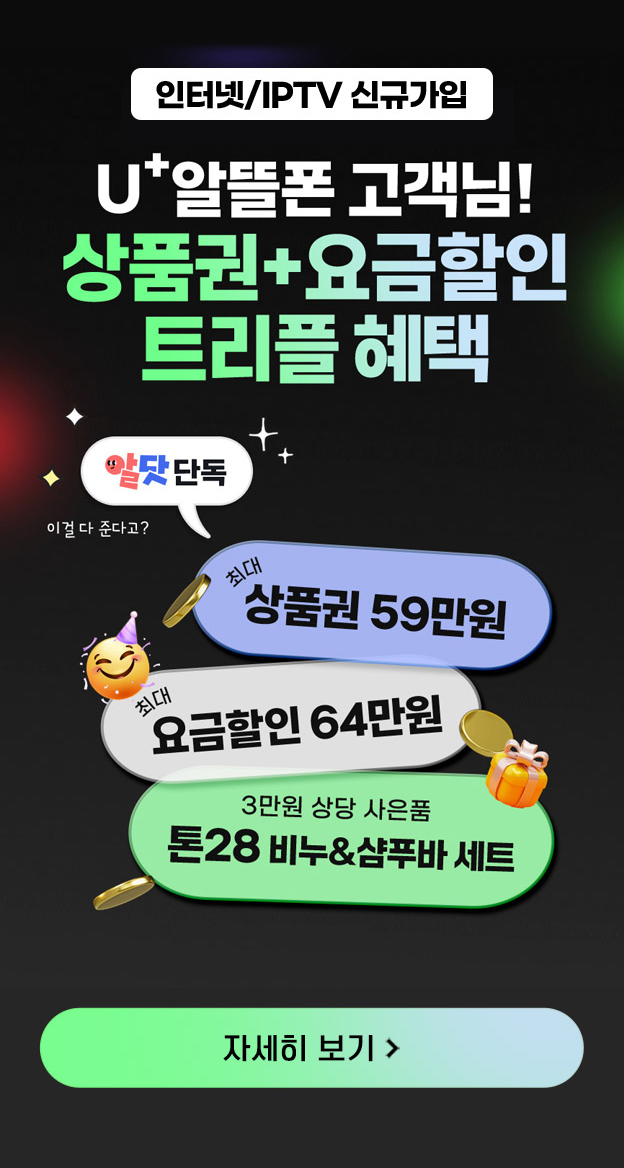 인터넷/IPTV 신규가입
U⁺알뜰폰 고객님!
상품권+요금할인
트리플 혜택
알닷 단독
이걸 다 준다고?
최대
상품권 59만원
최대
요금할인 64만원
3만원 상당 사은품
톤28 비누&샴푸바 세트
자세히 보기 >